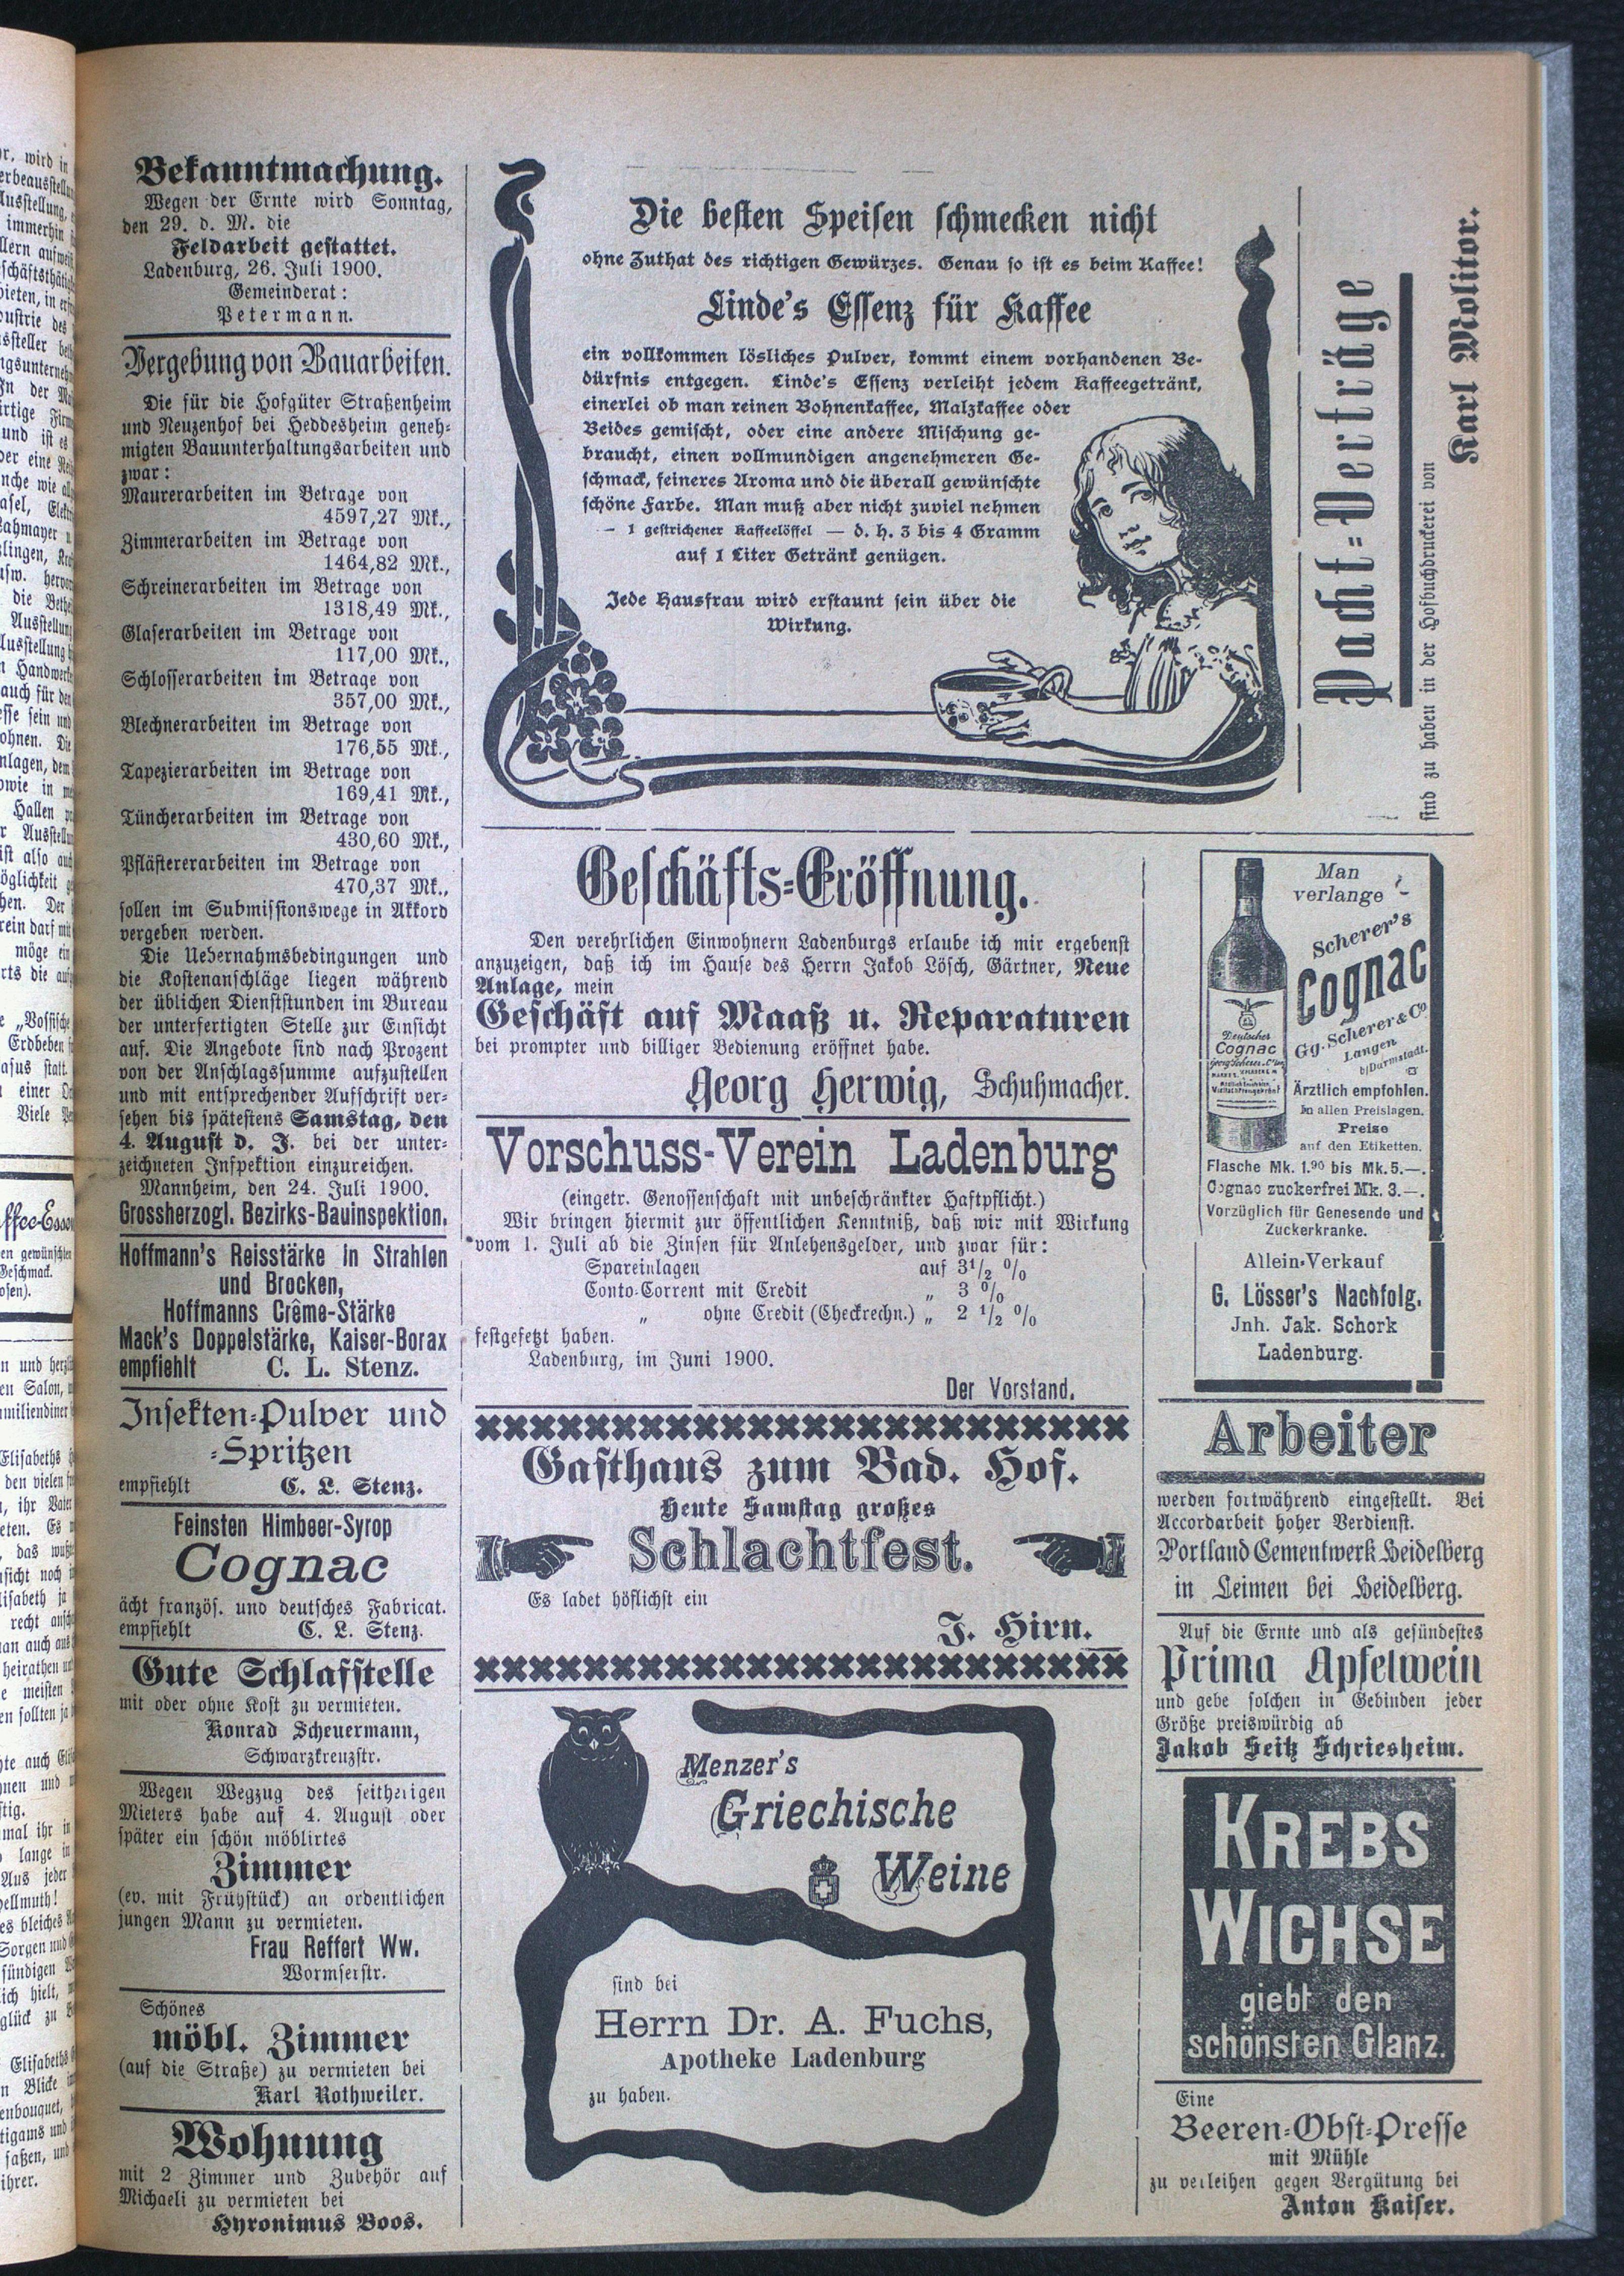 Bekanntmachung.
Wegen der Ernte wird Sonntag,
den 29. d. M. die
Feldarbeit gestattet.
Ladenburg, 26. Juli 1900.
Gemeinderat:
Petermann.
Vergebung von Bauarbeiten.
Die für die Hofgüter Straßenheim
und Neuzenhof bei Heddesheim geneh-
migten Bauunterhaltungsarbeiten und
zwar:
Maurerarbeiten im Betrage von
4597,27 Mk.,
Zimmerarbeiten im Betrage von
1464,82 Mk.,
Schreinerarbeiten im Betrage von
1318,49 Mk.,
Glaserarbeiten im Betrage von
117,00 Mk.,
Schlosserarbeiten im Betrage von
357,00 Mk.,
Blechnerarbeiten im Betrage von
176,55 Mk.,
Tapezierarbeiten im Betrage von
169,41 Mk.,
Tüncherarbeiten im Betrage von
430,60 Mk.,
Pflästererarbeiten im Betrage von
470,37 Mk.,
sollen im Submissionswege in Akkord
vergeben werden.
Die Uebernahmsbedingungen und
die Kostenanschläge liegen während
der üblichen Dienststunden im Bureau
der unterfertigten Stelle zur Einsicht
auf. Die Angebote sind nach Prozent
von der Anschlagssumme aufzustellen
und mit entsprechender Aufschrift ver-
sehen bis spätestens Samstag, den
4. August d. J. bei der unter-
zeichneten Inspektion einzureichen.
Mannheim, den 24. Juli 1900.
Grossherzogl. Bezirks-Bauinspektion.
Hoffmann's Reisstärke in Strahlen
und Brocken,
Hoffmanns Crême-Stärke
Mack's Doppelstärke, Kaiser-Borax
empfiehlt C. L. Stenz.
Insekten-Pulver und
-Spritzen
empfiehlt C. L. Stenz.
Feinsten Himbeer-Syrop
Cognac
ächt französ. und deutsches Fabricat.
empfiehlt C. L. Stenz.
Gute Schlafstelle
mit oder ohne Kost zu vermieten.
Konrad Scheuermann,
Schwarzkreuzstr.
Wegen Wegzug des seitherigen
Mieters habe auf 4. August oder
später ein schön möblirtes
Zimmer
(ev. mit Frühstück) an ordentlichen
jungen Mann zu vermieten.
Frau Reffert Ww.
Wormserstr.
Schönes
möbl. Zimmer
(auf die Straße) zu vermieten bei
Karl Rothweiler.
Wohnung
mit 2 Zimmer und Zubehör auf
Michaeli zu vermieten bei
Hyronimus Boos.
Die besten Speisen schmecken nicht
ohne Zuthat des richtigen Gewürzes. Genau so ist es beim Kaffee!
Linde's Essenz für Kaffee
ein vollkommen lösliches Pulver, kommt einem vorhandenen Be-
dürfnis entgegen. Linde's Essenz verleiht jedem Kaffeegetränk,
einerlei ob man reinen Bohnenkaffee, Malzkaffee oder
Beides gemischt, oder eine andere Mischung ge-
braucht, einen vollmundigen angenehmeren Ge-
schmack, feineres Aroma und die überall gewünschte
schöne Farbe. Man muß aber nicht zuviel nehmen
— 1 gestrichener Kaffeelöffel — d. h. 3 bis 4 Gramm
auf 1 Liter Getränk genügen.
Jede Hausfrau wird erstaunt sein über die
Wirkung.
Pacht-Verträge
sind zu haben in der Hofbuchdruckerei von
Karl Molitor.
Geschäfts-Eröffnung.
Den verehrlichen Einwohnern Ladenburgs erlaube ich mir ergebenst
anzuzeigen, daß ich im Hause des Herrn Jakob Lösch, Gärtner, Neue
Anlage, mein
Geschäft auf Maaß u. Reparaturen
bei prompter und billiger Bedienung eröffnet habe.
Georg Herwig, Schuhmacher.
Vorschuss-Verein Ladenburg
(eingetr. Genossenschaft mit unbeschränkter Haftpflicht.)
Wir bringen hiermit zur öffentlichen Kenntniß, daß wir mit Wirkung
vom 1. Juli ab die Zinsen für Anlehensgelder, und zwar für:
Spareinlagen auf 3 1/2 %
Conto-Corrent mit Credit „ 3 %
„ ohne Credit (Checkrechn.) „ 2 1/2 %
festgesetzt haben.
Ladenburg, im Juni 1900.
Der Vorstand.
Gasthaus zum Bad. Hof.
Heute Samstag großes
Schlachtfest.
Es ladet höflichst ein
J. Hirn.
Menzer's
Griechische
Weine
sind bei
Herrn Dr. A. Fuchs,
Apotheke Ladenburg
zu haben.
Man
verlange
Scherer's
Cognac
Gg. Scherer & Co
Langen
b/Darmstadt.
Deutscher
Cognac
Ärztlich empfohlen.
In allen Preislagen.
Preise
auf den Etiketten.
Flasche Mk. 1.90 bis Mk. 5.—.
Cognac zuckerfrei Mk. 3.—.
Vorzüglich für Genesende und
Zuckerkranke.
Allein-Verkauf
G. Lösser's Nachfolg.
Jnh. Jak. Schork
Ladenburg.
Arbeiter
werden fortwährend eingestellt. Bei
Accordarbeit hoher Verdienst.
Portland Cementwerk Heidelberg
in Leimen bei Heidelberg.
Auf die Ernte und als gesündestes
Prima Apfelwein
und gebe solchen in Gebinden jeder
Größe preiswürdig ab
Jakob Seitz Schriesheim.
KREBS
WICHSE
giebt den
schönsten Glanz.
Eine
Beeren-Obst-Presse
mit Mühle
zu verleihen gegen Vergütung bei
Anton Kaiser.